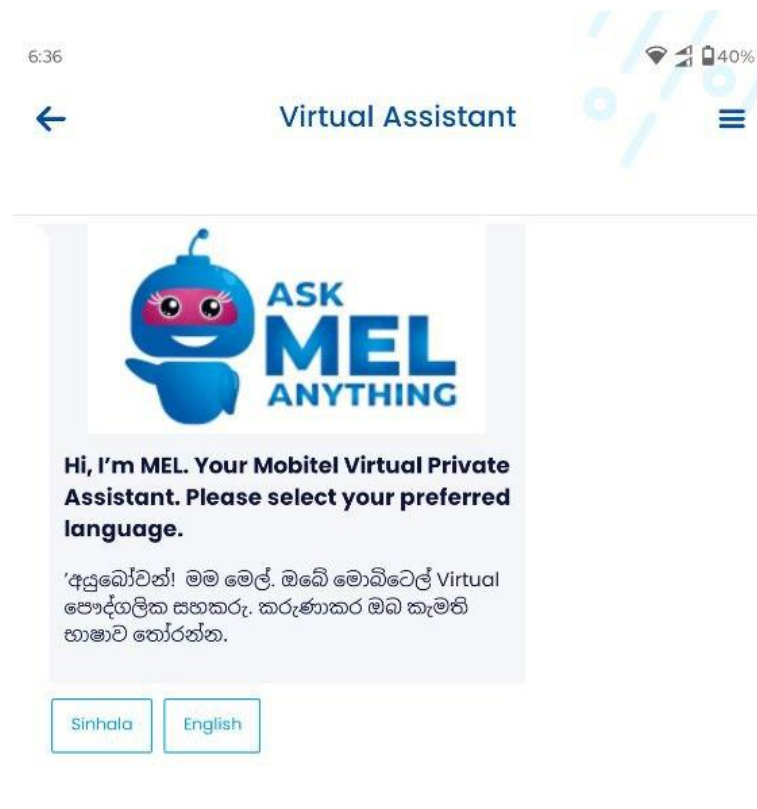 6:36
40%
Virtual Assistant
ASK
MEL
ANYTHING
Hi, I'm MEL. Your Mobitel Virtual Private
Assistant. Please select your preferred
language.
'අයුබෝවන්! මම මෙල්. ඔබේ මොබිටෙල් Virtual
පෞද්ගලික සහකරු. කරුණාකර ඔබ කැමති
භාෂාව තෝරන්න.
Sinhala English